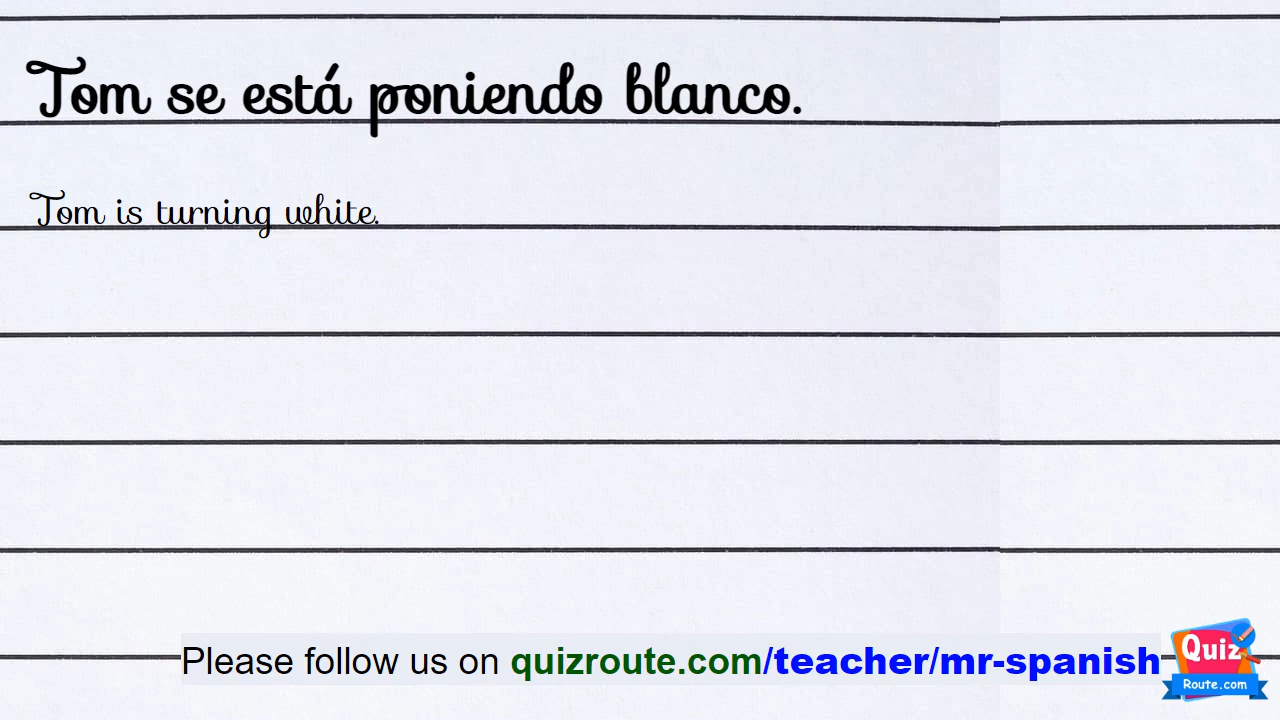 Tom se está poniendo blanco.
Tom is turning white.
Please follow us on quizroute.com/teacher/mr-spanish
Quiz
Route.com